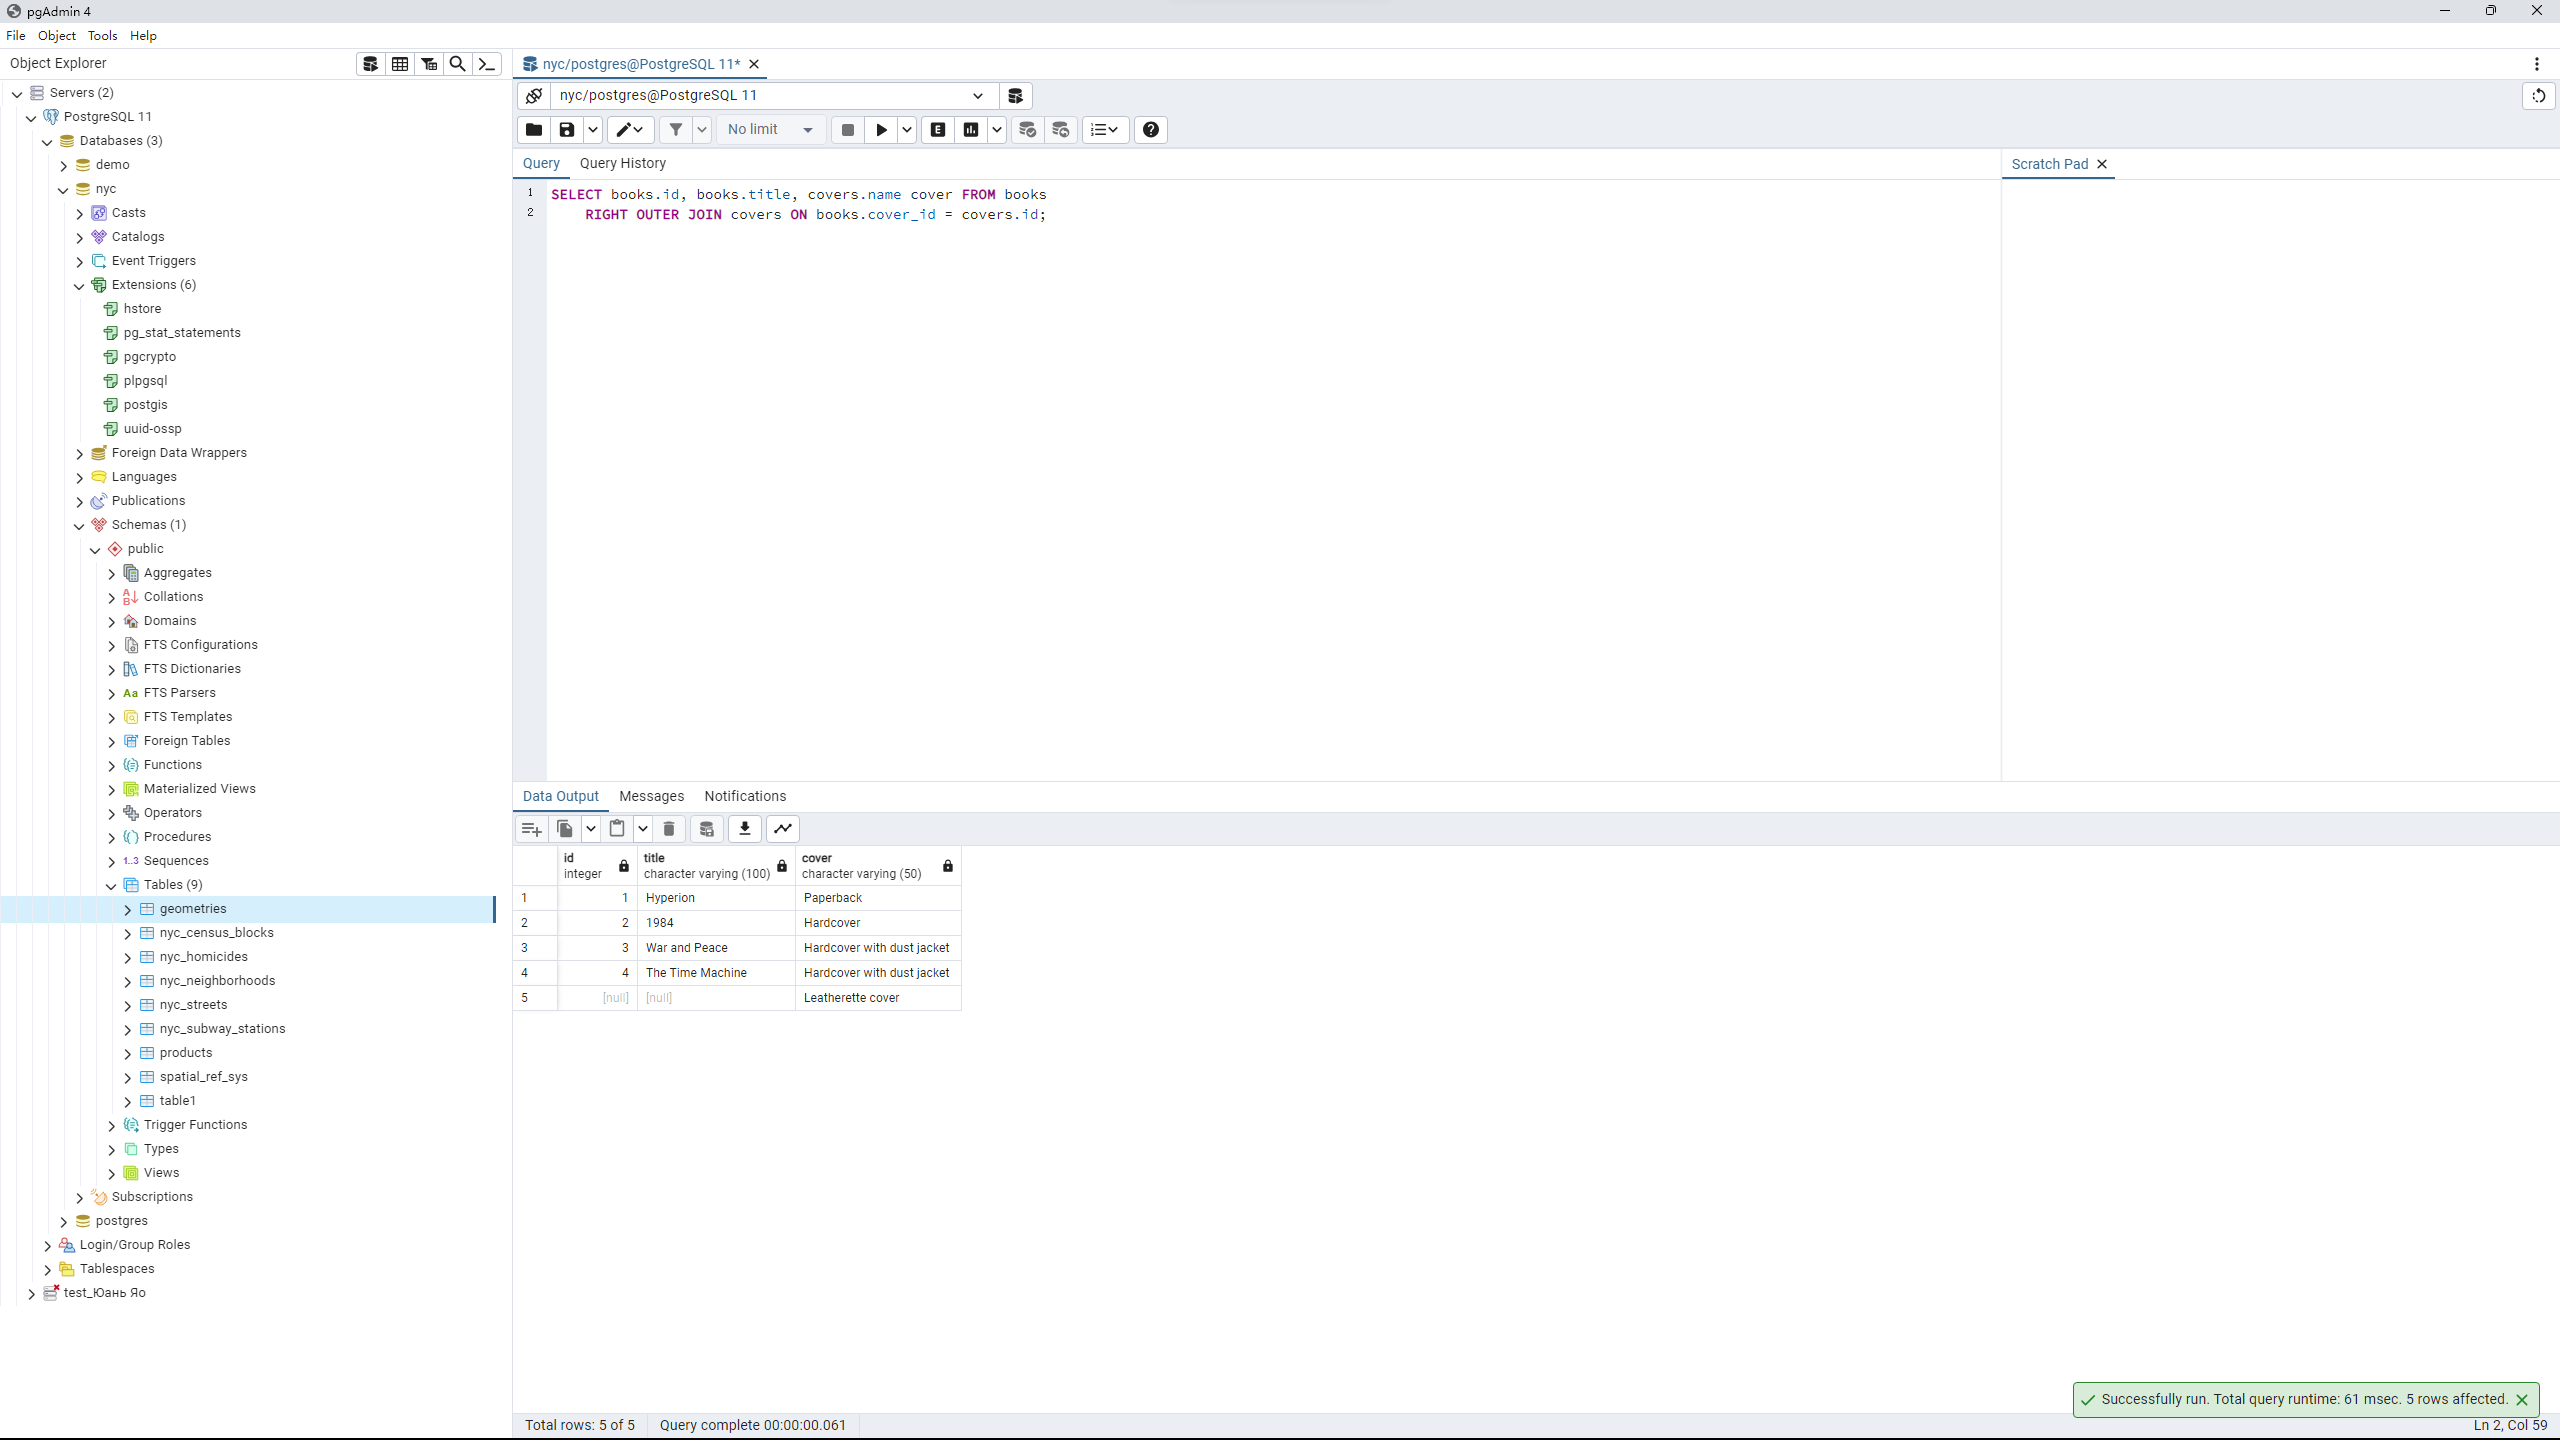 pgAdmin 4
File Object Tools Help
Object Explorer
Servers (2)
PostgreSQL 11
Databases (3)
demo
nyc
Casts
Catalogs
Event Triggers
Extensions (6)
hstore
pg_stat_statements
pgcrypto
plpgsql
postgis
uuid-ossp
Foreign Data Wrappers
Languages
Publications
Schemas (1)
public
Aggregates
Collations
Domains
FTS Configurations
FTS Dictionaries
Aa FTS Parsers
FTS Templates
Foreign Tables
Functions
Materialized Views
Operators
Procedures
1..3 Sequences
Tables (9)
geometries
nyc_census_blocks
nyc_homicides
nyc_neighborhoods
nyc_streets
nyc_subway_stations
products
spatial_ref_sys
table1
Trigger Functions
Types
Views
Subscriptions
postgres
Login/Group Roles
Tablespaces
test_Юань Яо
nyc/postgres@PostgreSQL 11*
nyc/postgres@PostgreSQL 11
No limit
E
Query Query History
Scratch Pad
1 SELECT books.id, books.title, covers.name cover FROM books
2 RIGHT OUTER JOIN covers ON books.cover_id = covers.id;
Data Output Messages Notifications
id title cover
integer character varying (100) character varying (50)
1 1 Hyperion Paperback
2 2 1984 Hardcover
3 3 War and Peace Hardcover with dust jacket
4 4 The Time Machine Hardcover with dust jacket
5 [null] [null] Leatherette cover
Successfully run. Total query runtime: 61 msec. 5 rows affected.
Total rows: 5 of 5 Query complete 00:00:00.061 Ln 2, Col 59